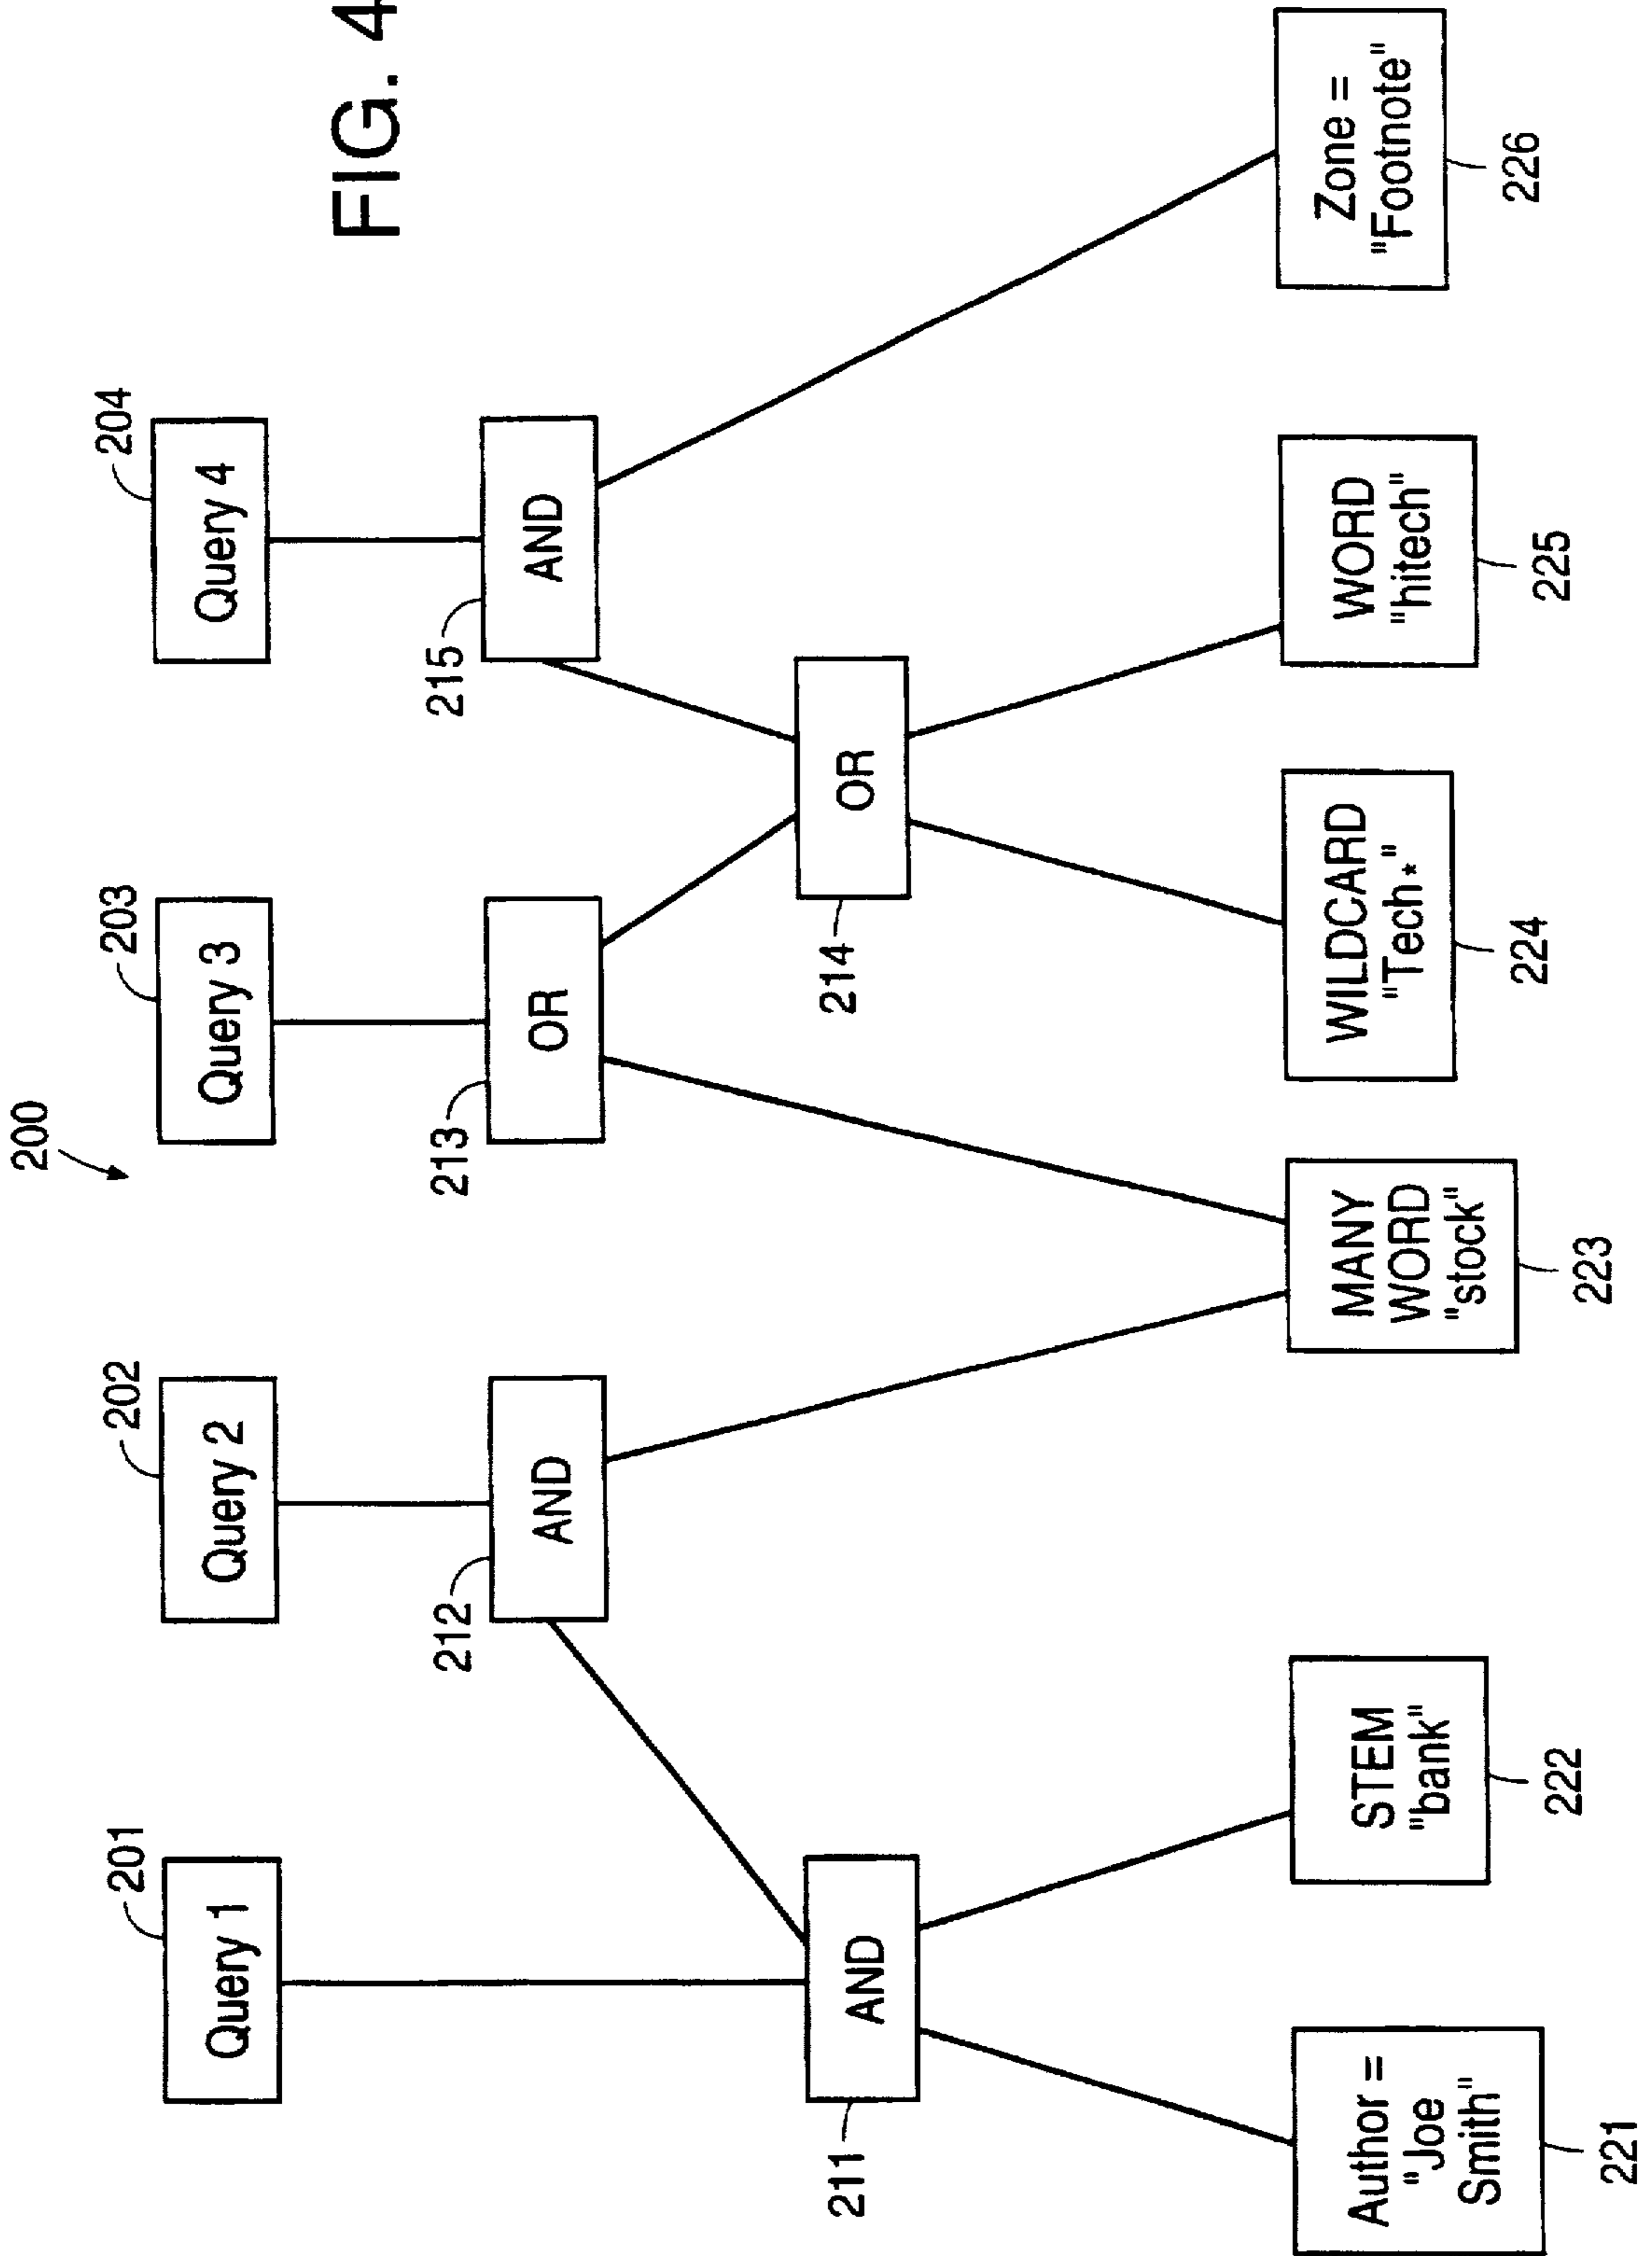 200
201
202
203
204
Query 1
Query 2
Query 3
Query 4
FIG. 4
212
213
215
AND
OR
AND
211
214
AND
OR
Author =
"Joe
Smith"
STEM
"bank"
MANY
WORD
"stock"
WILDCARD
"Tech*"
WORD
"hitech"
Zone =
"Footnote"
221
222
223
224
225
226